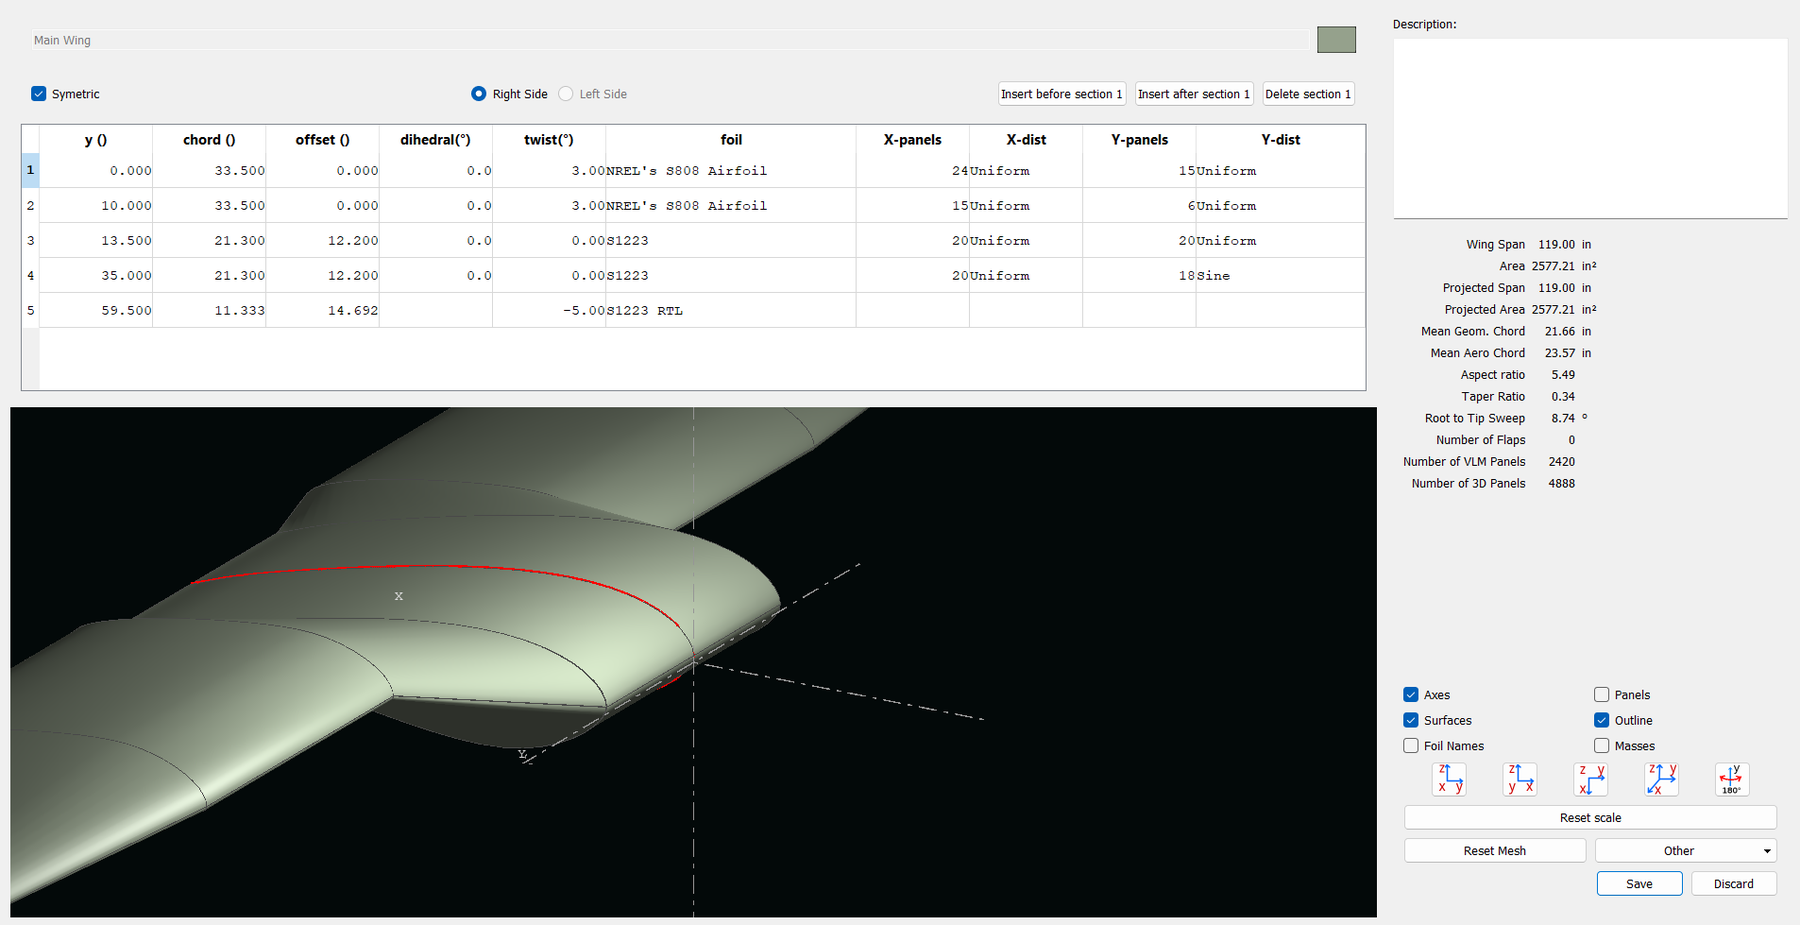 Description:
Main Wing
Symetric
Right Side Left Side
Insert before section 1 Insert after section 1 Delete section 1
y () chord () offset () dihedral(°) twist(°) foil X-panels X-dist Y-panels Y-dist
1 0.000 33.500 0.000 0.0 3.00 NREL's S808 Airfoil 24 Uniform 15 Uniform
2 10.000 33.500 0.000 0.0 3.00 NREL's S808 Airfoil 15 Uniform 6 Uniform
3 13.500 21.300 12.200 0.0 0.00 S1223 20 Uniform 20 Uniform
4 35.000 21.300 12.200 0.0 0.00 S1223 20 Uniform 18 Sine
5 59.500 11.333 14.692 -5.00 S1223 RTL
Wing Span 119.00 in
Area 2577.21 in²
Projected Span 119.00 in
Projected Area 2577.21 in²
Mean Geom. Chord 21.66 in
Mean Aero Chord 23.57 in
Aspect ratio 5.49
Taper Ratio 0.34
Root to Tip Sweep 8.74 °
Number of Flaps 0
Number of VLM Panels 2420
Number of 3D Panels 4888
X
Y
Axes Panels
Surfaces Outline
Foil Names Masses
z x y
z y x
z y x
z y x
y 180°
Reset scale
Reset Mesh Other
Save Discard